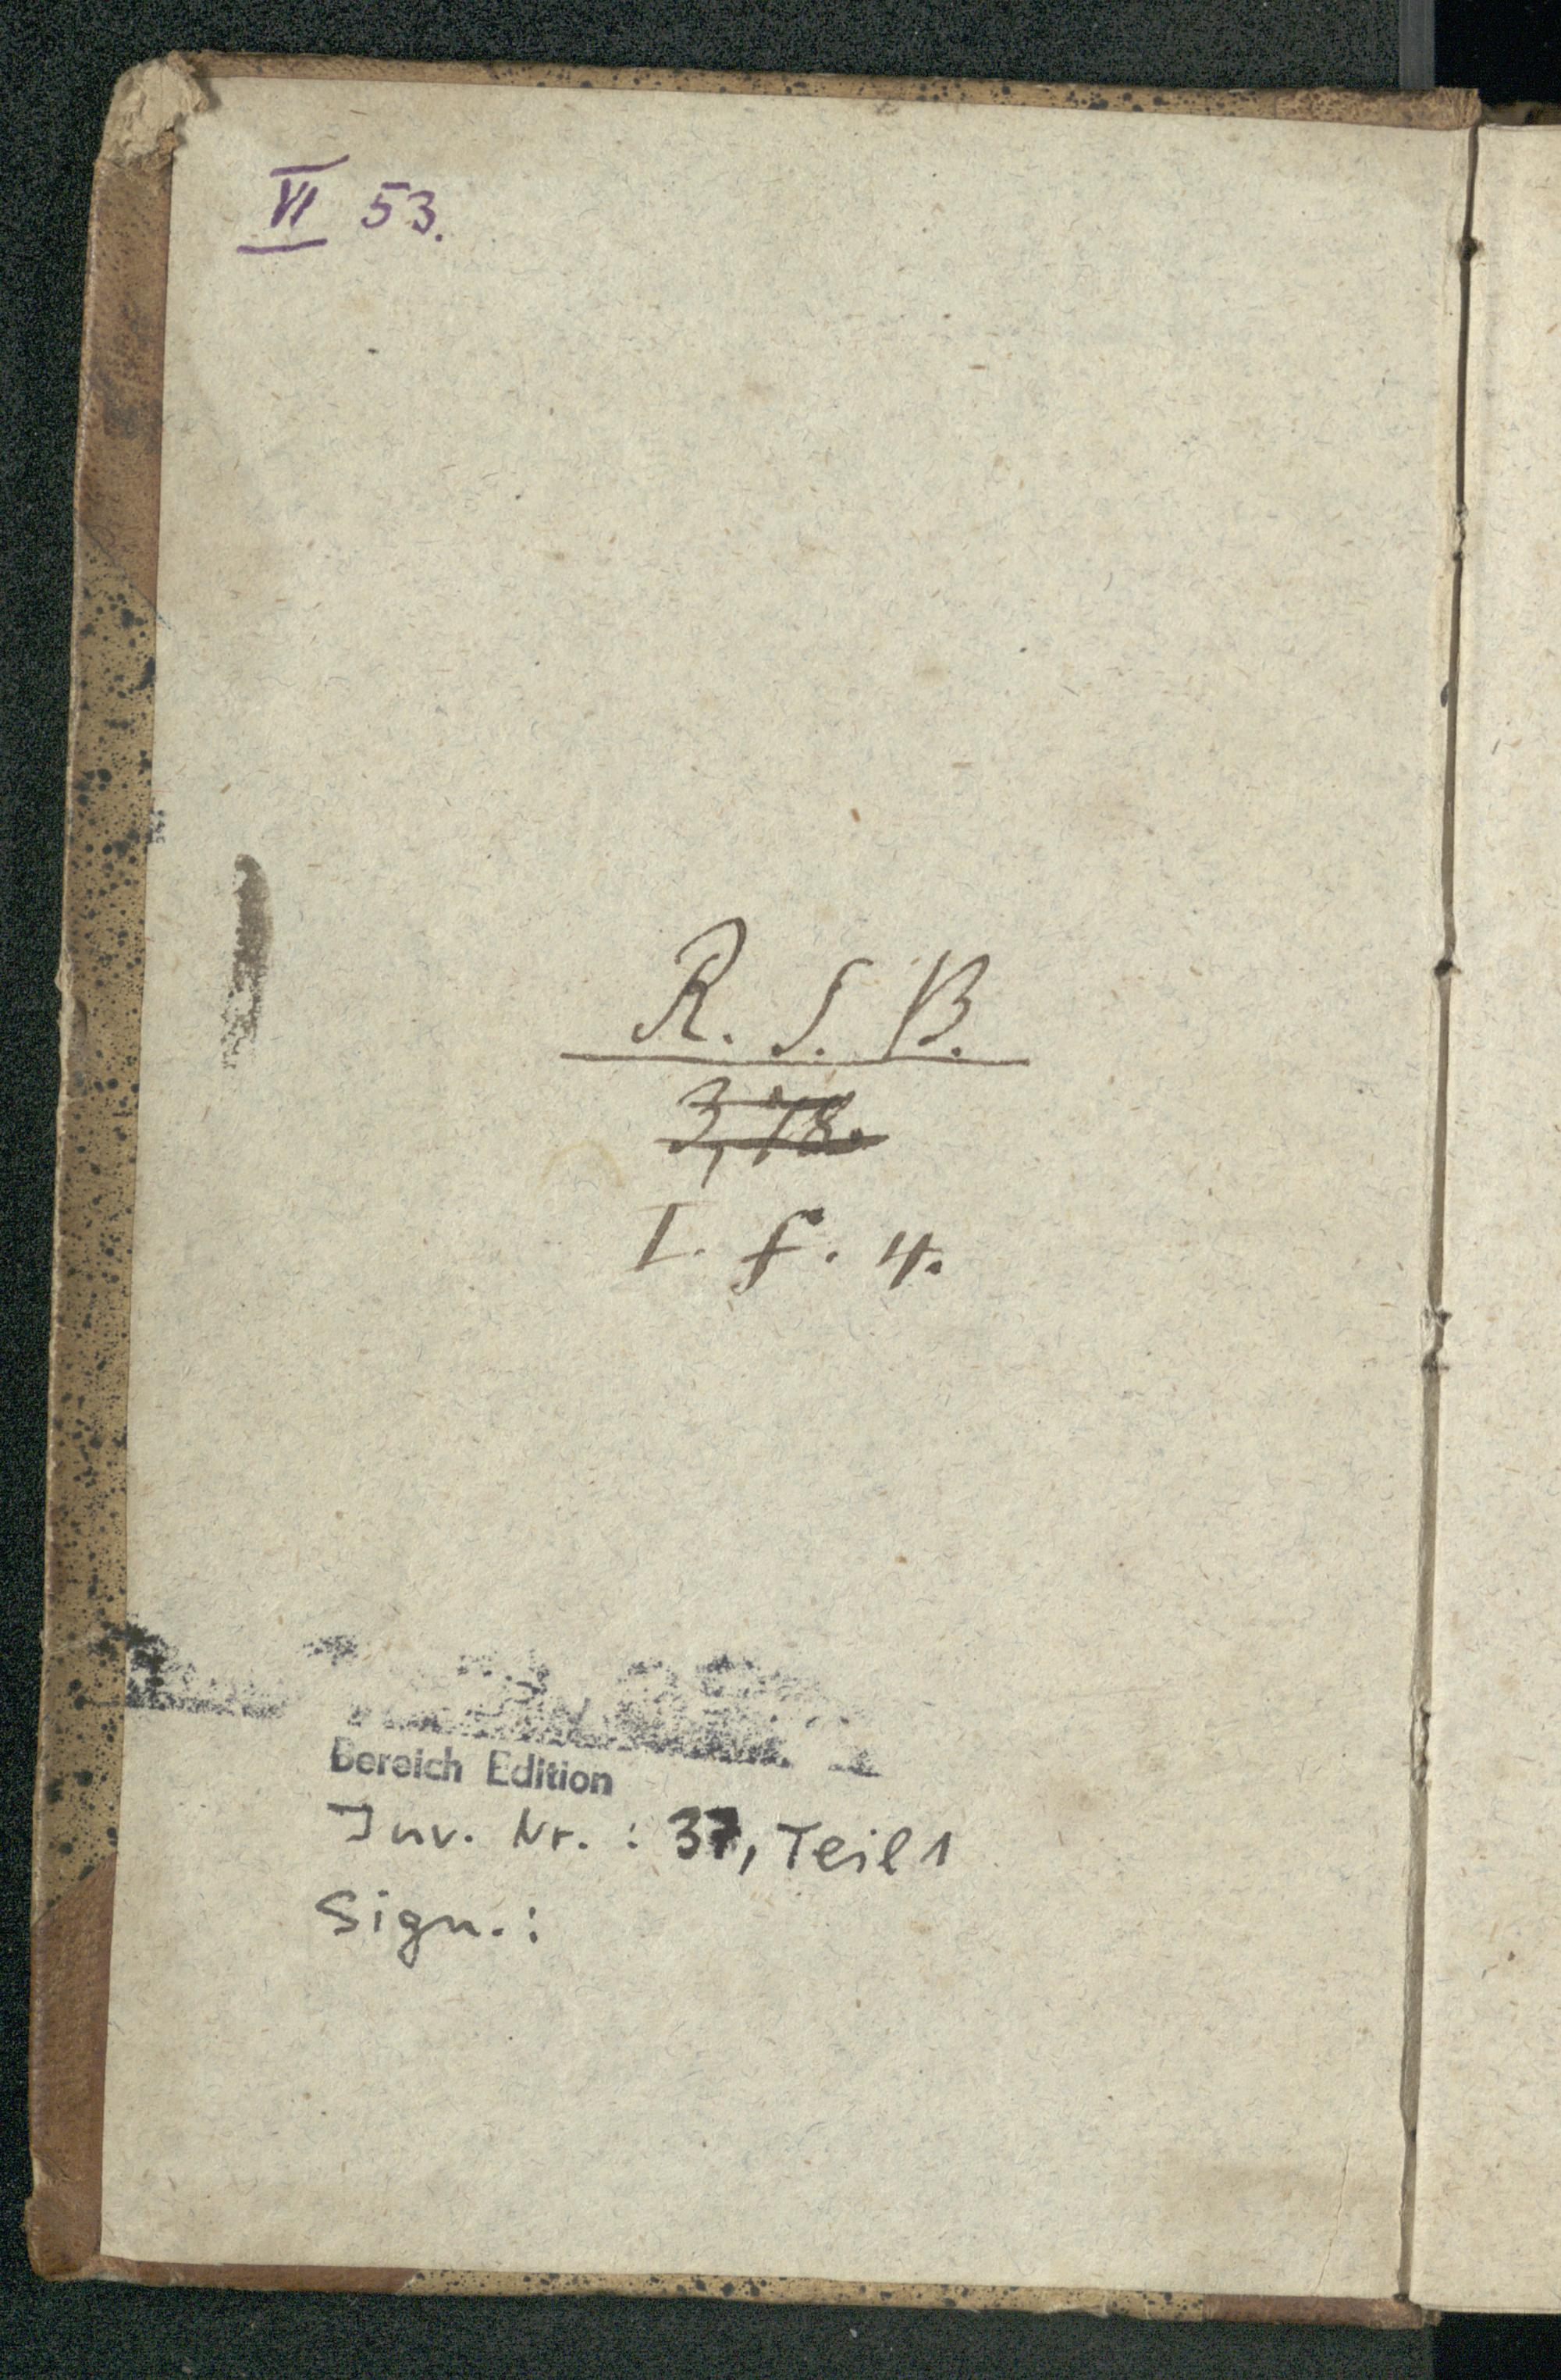 VI 53.
R. S. B.
3,78.
I. f. 4.
Bereich Edition
Inv. Nr. : 37, Teil 1
Sign. :